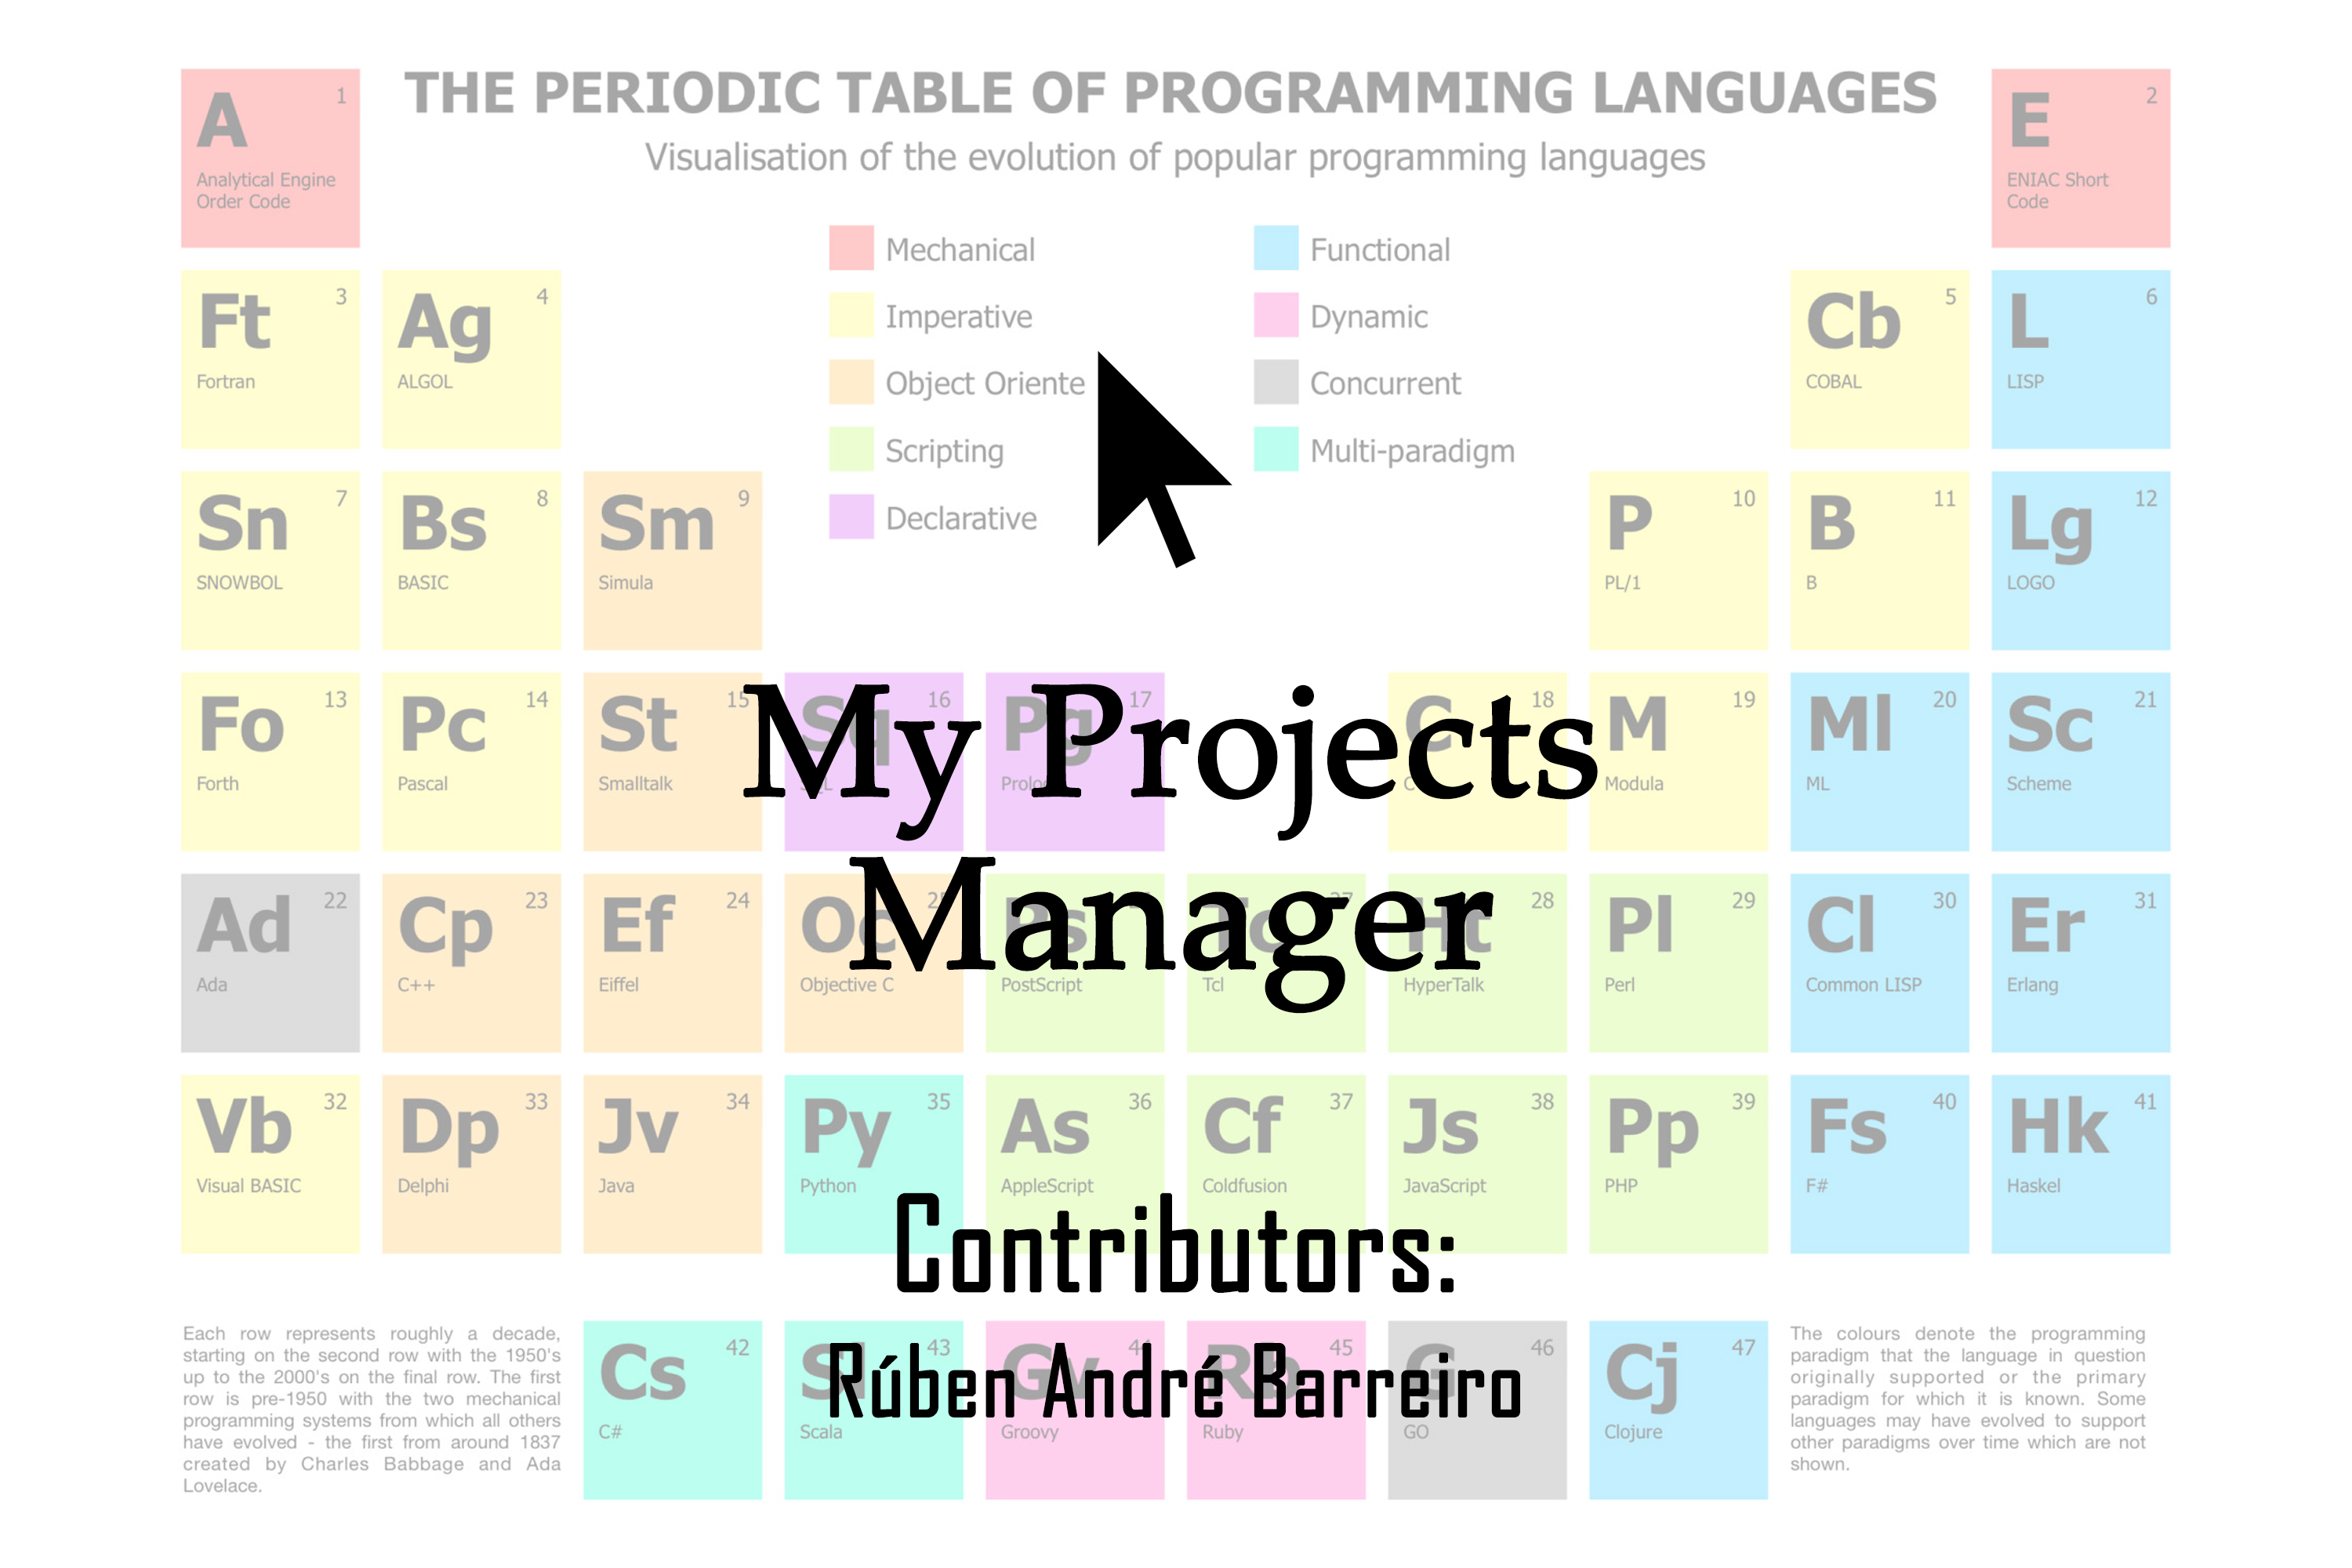 A 1
Analytical Engine
Order Code
THE PERIODIC TABLE OF PROGRAMMING LANGUAGES
Visualisation of the evolution of popular programming languages
E 2
ENIAC Short
Code
Mechanical
Imperative
Object Oriente
Scripting
Declarative
Functional
Dynamic
Concurrent
Multi-paradigm
Ft 3
Fortran
Ag 4
ALGOL
Cb 5
COBAL
L 6
LISP
Sn 7
SNOWBOL
Bs 8
BASIC
Sm 9
Simula
P 10
PL/1
B 11
B
Lg 12
LOGO
My Projects
Manager
Fo 13
Forth
Pc 14
Pascal
St 15
Smalltalk
Sq 16
Pg 17
C 18
M 19
Modula
Ml 20
ML
Sc 21
Scheme
Ad 22
Ada
Cp 23
C++
Ef 24
Eiffel
Oc
Objective C
PostScript
Tcl
Ht 28
HyperTalk
Pl 29
Perl
Cl 30
Common LISP
Er 31
Erlang
Vb 32
Visual BASIC
Dp 33
Delphi
Jv 34
Java
Py 35
Python
As 36
AppleScript
Cf 37
Coldfusion
Js 38
JavaScript
Pp 39
PHP
Fs 40
F#
Hk 41
Haskel
Contributors:
Rúben André Barreiro
Each row represents roughly a decade,
starting on the second row with the 1950's
up to the 2000's on the final row. The first
row is pre-1950 with the two mechanical
programming systems from which all others
have evolved - the first from around 1837
created by Charles Babbage and Ada
Lovelace.
Cs 42
C#
43
Scala
Gv 44
Groovy
Rb 45
Ruby
G 46
GO
Cj 47
Clojure
The colours denote the programming
paradigm that the language in question
originally supported or the primary
paradigm for which it is known. Some
languages may have evolved to support
other paradigms over time which are not
shown.